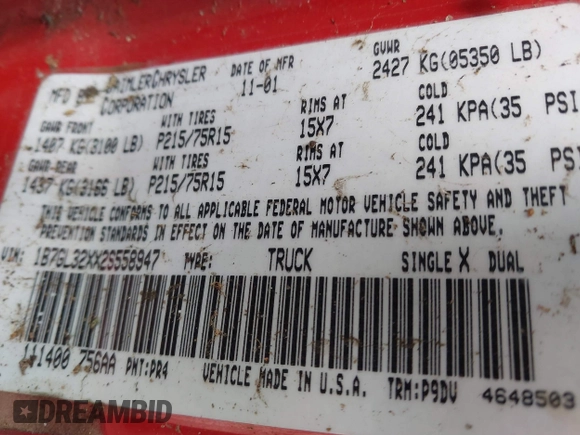 MFD BY DAIMLERCHRYSLER CORPORATION
DATE OF MFR 11-01
GVWR 2427 KG(05350 LB)
GAWR FRONT WITH TIRES RIMS AT COLD
1407 KG(3100 LB) P215/75R15 15X7 241 KPA(35 PSI
GAWR-REAR WITH TIRES RIMS AT COLD
1437 KG(3166 LB) P215/75R15 15X7 241 KPA(35 PSI
THIS VEHICLE CONFORMS TO ALL APPLICABLE FEDERAL MOTOR VEHICLE SAFETY AND THEFT
PREVENTION STANDARDS IN EFFECT ON THE DATE OF MANUFACTURE SHOWN ABOVE.
VIN: 1B7GL32XX2S558947 TYPE: TRUCK SINGLE X DUAL
111400 756AA PNT:PR4 VEHICLE MADE IN U.S.A. TRM:P9DV 4648503
DREAMBID